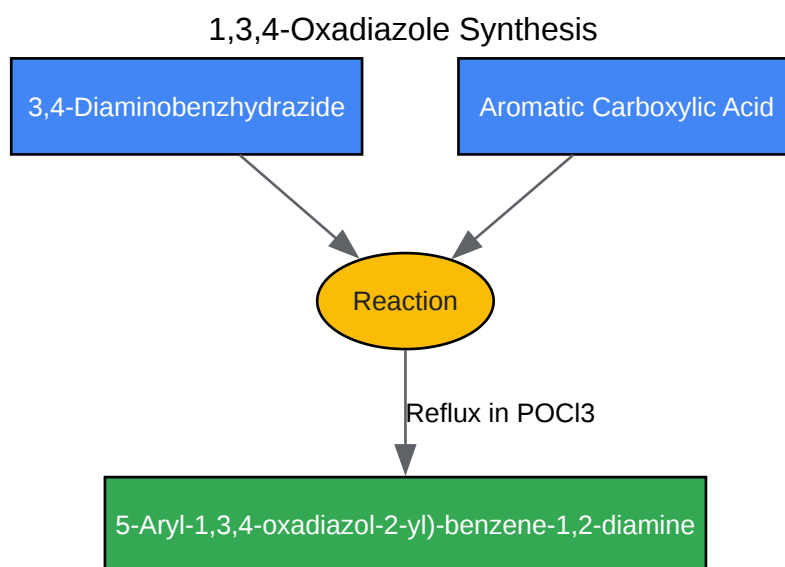 1,3,4-Oxadiazole Synthesis
3,4-Diaminobenzhydrazide
Aromatic Carboxylic Acid
Reaction
Reflux in POCl3
5-Aryl-1,3,4-oxadiazol-2-yl)-benzene-1,2-diamine